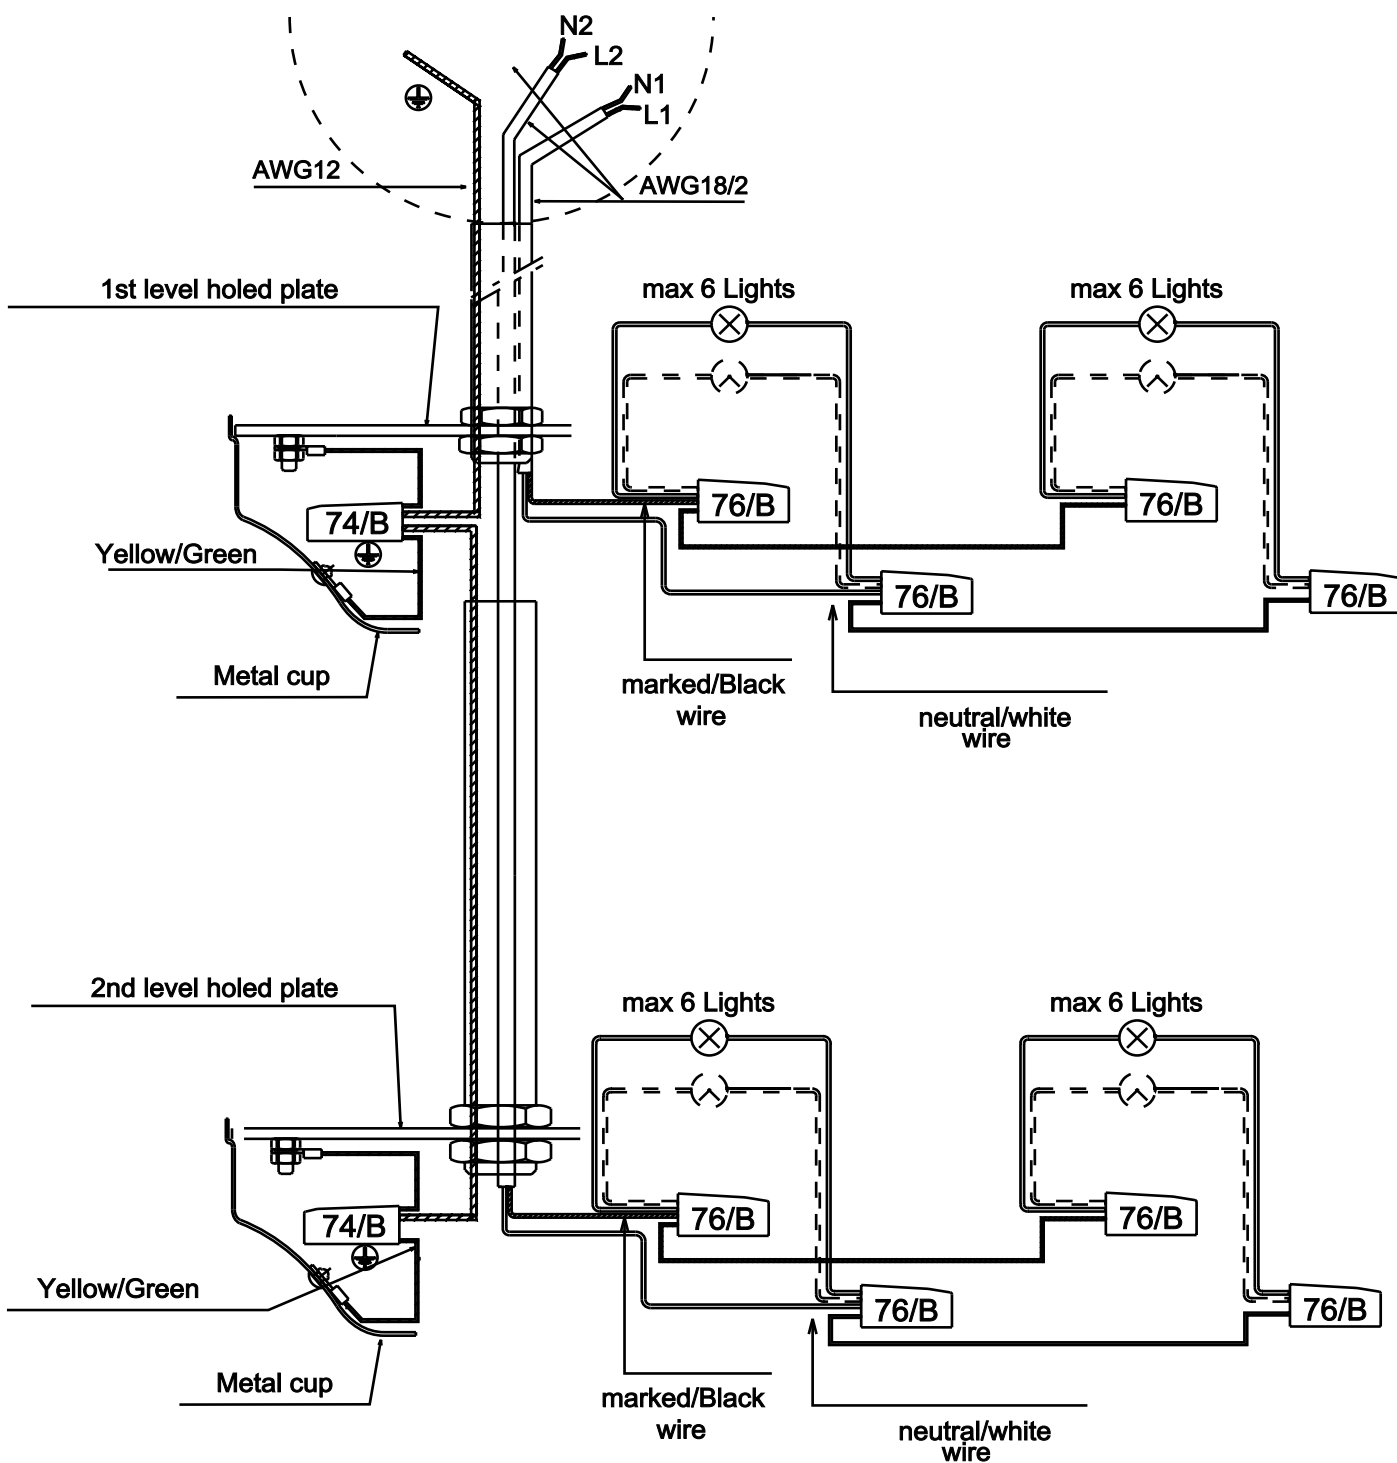 N2
L2
N1
L1
AWG12
AWG18/2
1st level holed plate
max 6 Lights
max 6 Lights
76/B
76/B
74/B
Yellow/Green
76/B
76/B
Metal cup
marked/Black
wire
neutral/white
wire
2nd level holed plate
max 6 Lights
max 6 Lights
76/B
76/B
74/B
Yellow/Green
76/B
76/B
Metal cup
marked/Black
wire
neutral/white
wire